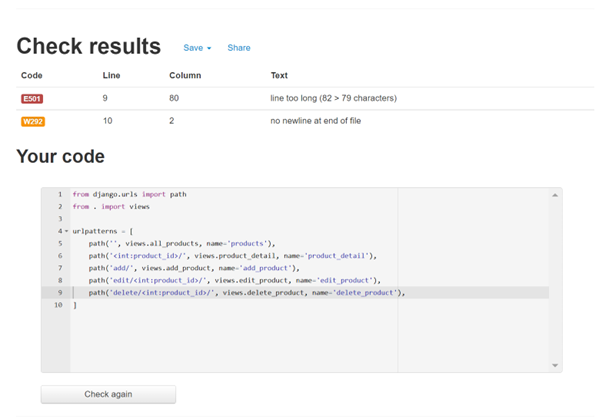 Check results Save Share
Code Line Column Text
E501 9 80 line too long (82 > 79 characters)
W292 10 2 no newline at end of file
Your code
1 from django.urls import path
2 from . import views
3
4 urlpatterns = [
5 path('', views.all_products, name='products'),
6 path('<int:product_id>/', views.product_detail, name='product_detail'),
7 path('add/', views.add_product, name='add_product'),
8 path('edit/<int:product_id>/', views.edit_product, name='edit_product'),
9 path('delete/<int:product_id>/', views.delete_product, name='delete_product'),
10 ]
Check again